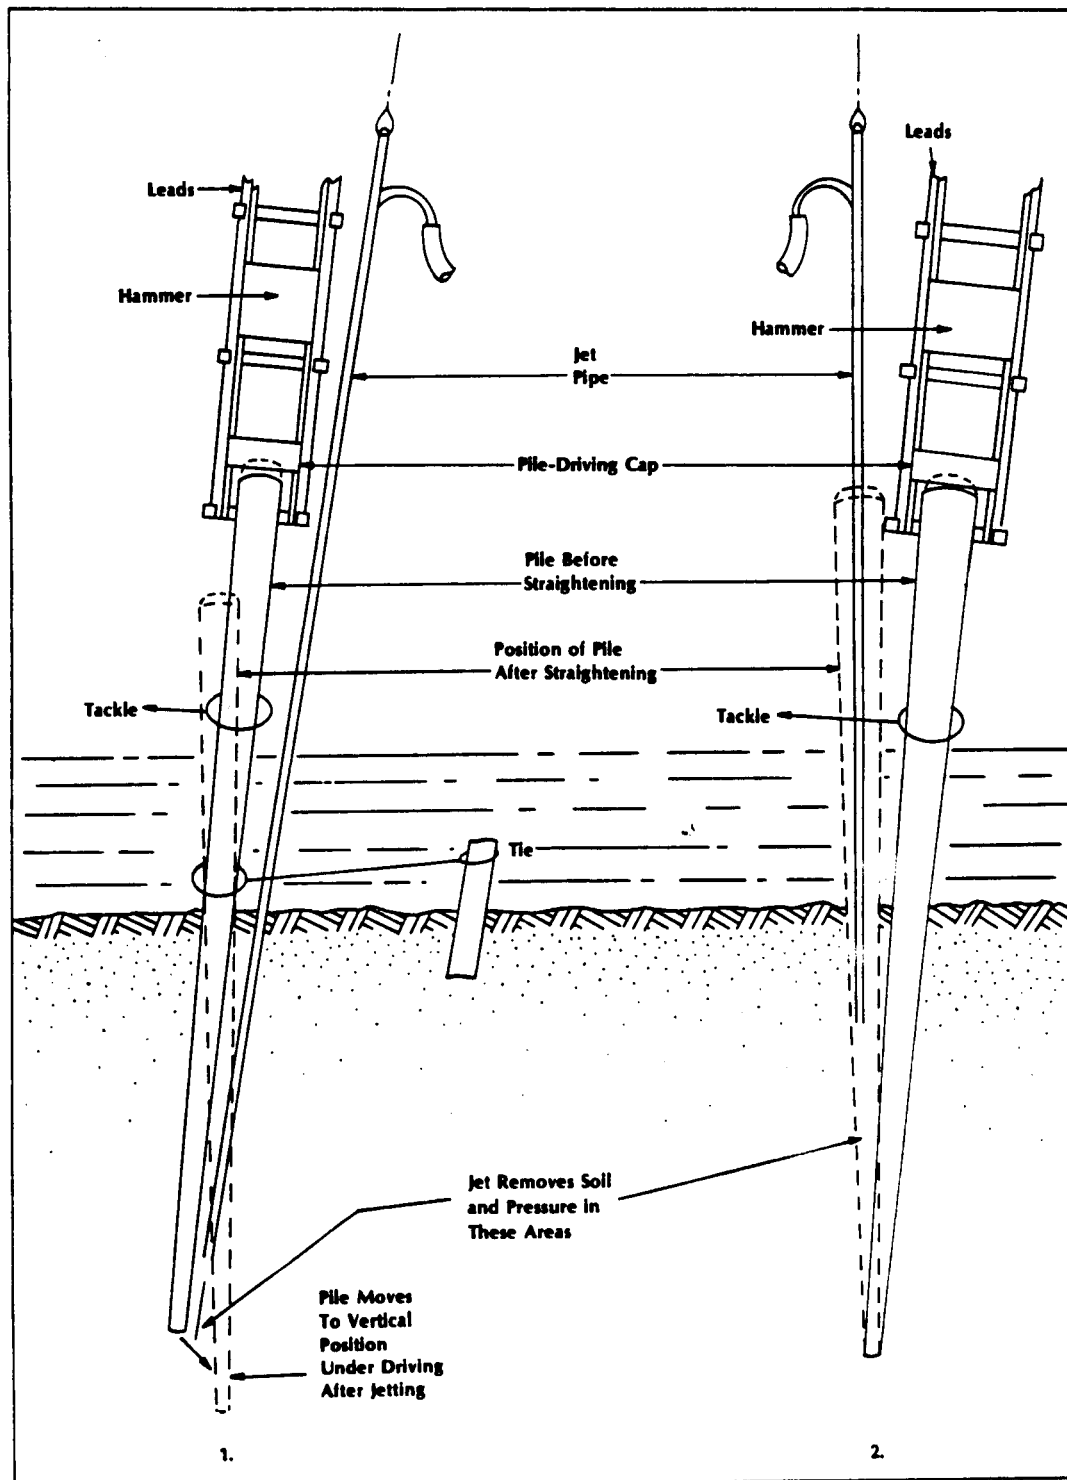 Leads
Leads
Hammer
Hammer
Jet
Pipe
Pile-Driving Cap
Pile Before
Straightening
Position of Pile
After Straightening
Tackle
Tackle
Tie
Jet Removes Soil
and Pressure in
These Areas
Pile Moves
To Vertical
Position
Under Driving
After Jetting
1.
2.